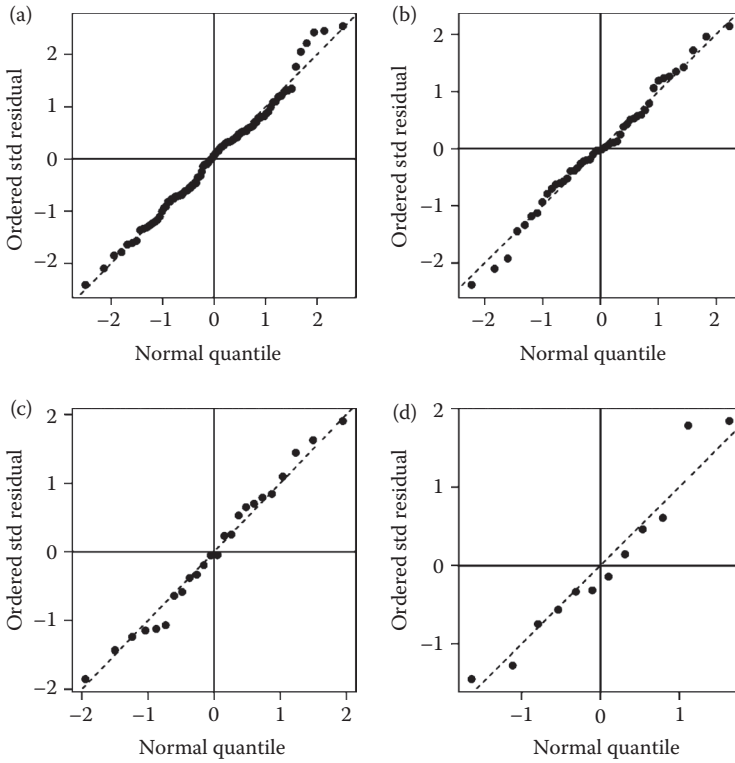 (a)
Ordered std residual
2
1
0
−1
−2
−2 −1 0 1 2
Normal quantile
(b)
Ordered std residual
2
1
0
−1
−2
−2 −1 0 1 2
Normal quantile
(c)
Ordered std residual
2
1
0
−1
−2
−2 −1 0 1 2
Normal quantile
(d)
Ordered std residual
2
1
0
−1
−1 0 1
Normal quantile